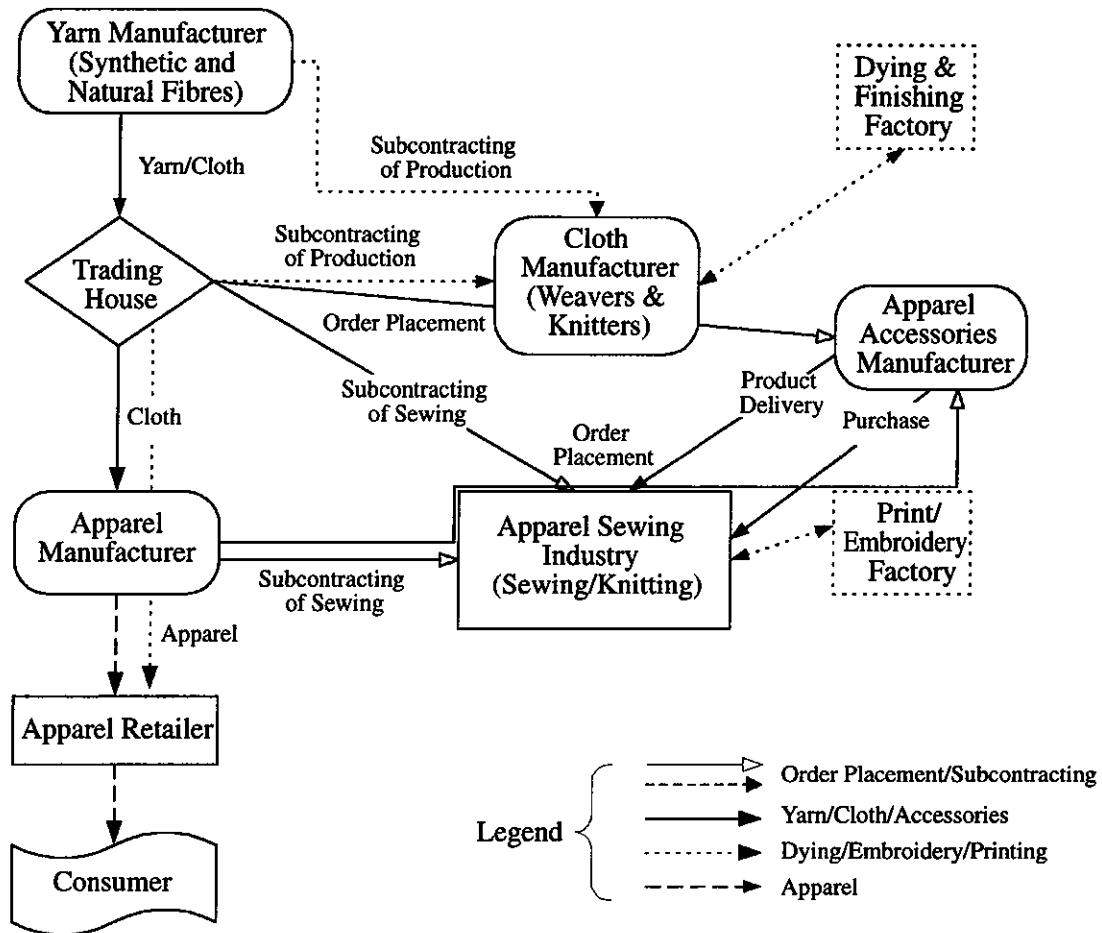 Yarn Manufacturer
(Synthetic and
Natural Fibres)
Dying &
Finishing
Factory
Subcontracting
of Production
Yarn/Cloth
Subcontracting
of Production
Cloth
Manufacturer
(Weavers &
Knitters)
Trading
House
Order Placement
Apparel
Accessories
Manufacturer
Subcontracting
of Sewing
Product
Delivery
Purchase
Cloth
Order
Placement
Apparel
Manufacturer
Apparel Sewing
Industry
(Sewing/Knitting)
Print/
Embroidery
Factory
Subcontracting
of Sewing
Apparel
Apparel Retailer
Consumer
Legend
Order Placement/Subcontracting
Yarn/Cloth/Accessories
Dying/Embroidery/Printing
Apparel